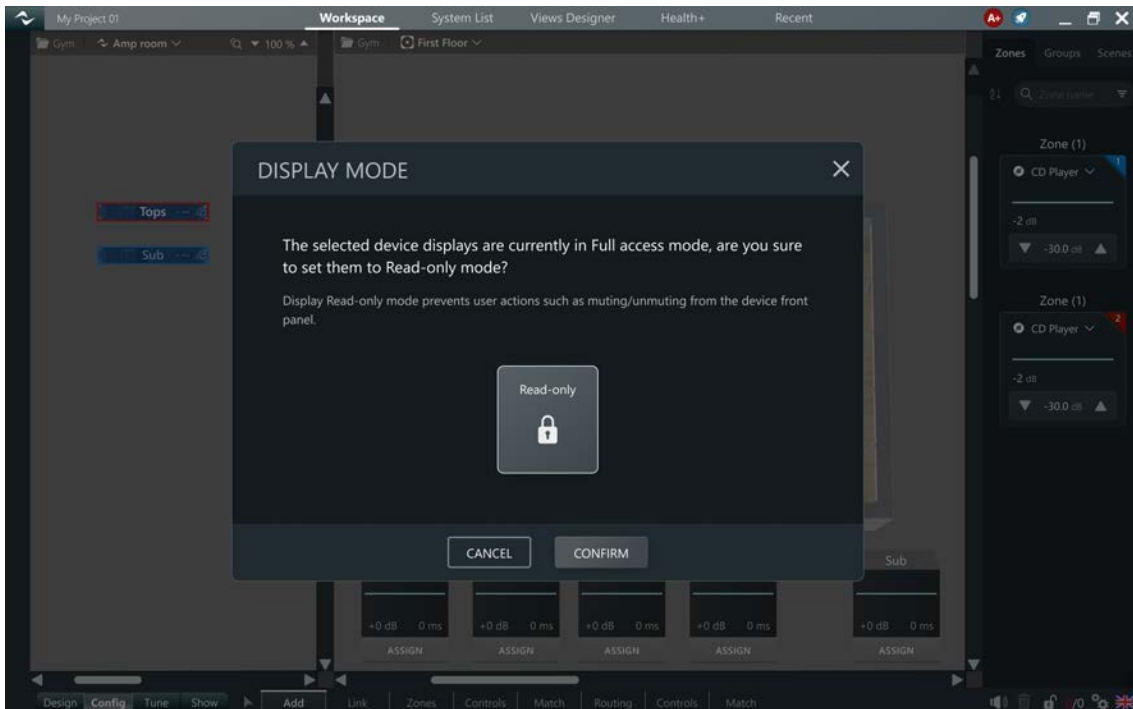 My Project 01
Workspace
System List
Views Designer
Health+
Recent
A+
Gym
Amp room
100 %
Gym
First Floor
Zones
Groups
Scenes
Zone name
Tops
Sub
DISPLAY MODE
The selected device displays are currently in Full access mode, are you sure
to set them to Read-only mode?
Display Read-only mode prevents user actions such as muting/unmuting from the device front
panel.
Read-only
CANCEL
CONFIRM
Zone (1)
1
CD Player
-2 dB
-30.0 dB
Zone (1)
2
CD Player
-2 dB
-30.0 dB
Sub
+0 dB 0 ms
+0 dB 0 ms
+0 dB 0 ms
+0 dB 0 ms
+0 dB 0 ms
ASSIGN
ASSIGN
ASSIGN
ASSIGN
ASSIGN
Design
Config
Tune
Show
Add
Link
Zones
Controls
Match
Routing
Controls
Match